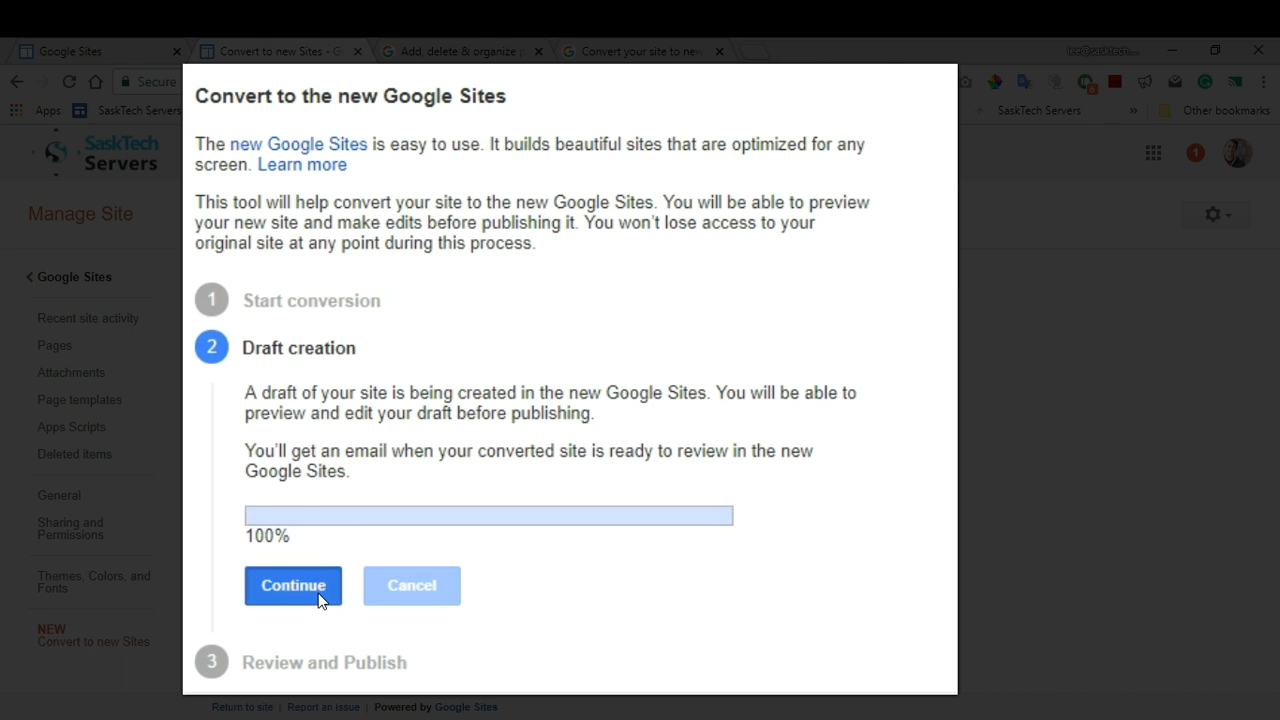 Google Sites
Convert to new Sites - G
Add, delete & organize p
Convert your site to new
Secure
Apps
SaskTech Servers
SaskTech Servers
»
Other bookmarks
SaskTech
Servers
1
Manage Site
Google Sites
Recent site activity
Pages
Attachments
Page templates
Apps Scripts
Deleted items
General
Sharing and
Permissions
Themes, Colors, and
Fonts
NEW
Convert to new Sites
Convert to the new Google Sites
The new Google Sites is easy to use. It builds beautiful sites that are optimized for any
screen. Learn more
This tool will help convert your site to the new Google Sites. You will be able to preview
your new site and make edits before publishing it. You won't lose access to your
original site at any point during this process.
1 Start conversion
2 Draft creation
A draft of your site is being created in the new Google Sites. You will be able to
preview and edit your draft before publishing.
You'll get an email when your converted site is ready to review in the new
Google Sites.
100%
Continue Cancel
3 Review and Publish
Return to site | Report an issue | Powered by Google Sites